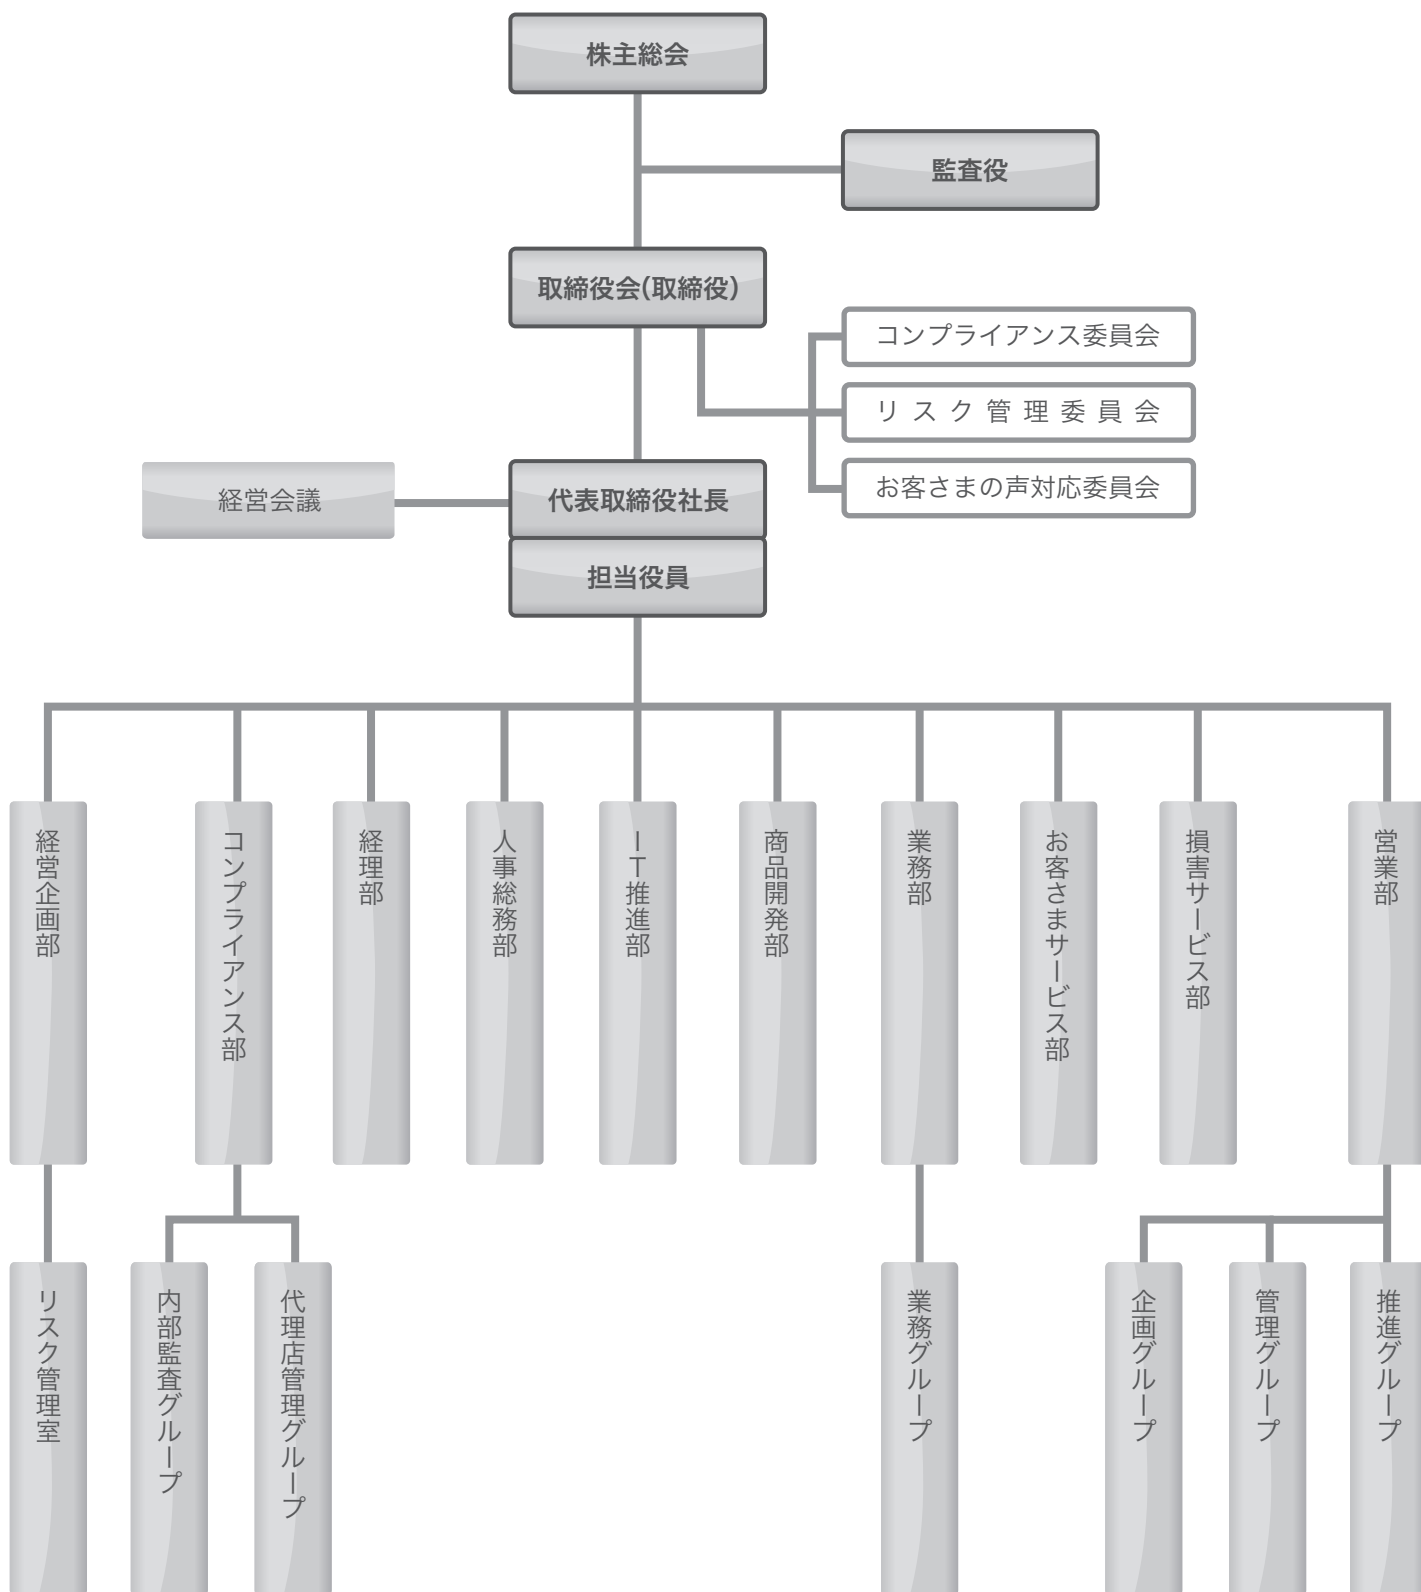 株主総会
監査役
取締役会(取締役)
コンプライアンス委員会
リスク管理委員会
お客さまの声対応委員会
経営会議
代表取締役社長
担当役員
経営企画部
コンプライアンス部
経理部
人事総務部
IT推進部
商品開発部
業務部
お客さまサービス部
損害サービス部
営業部
リスク管理室
内部監査グループ
代理店管理グループ
業務グループ
企画グループ
管理グループ
推進グループ